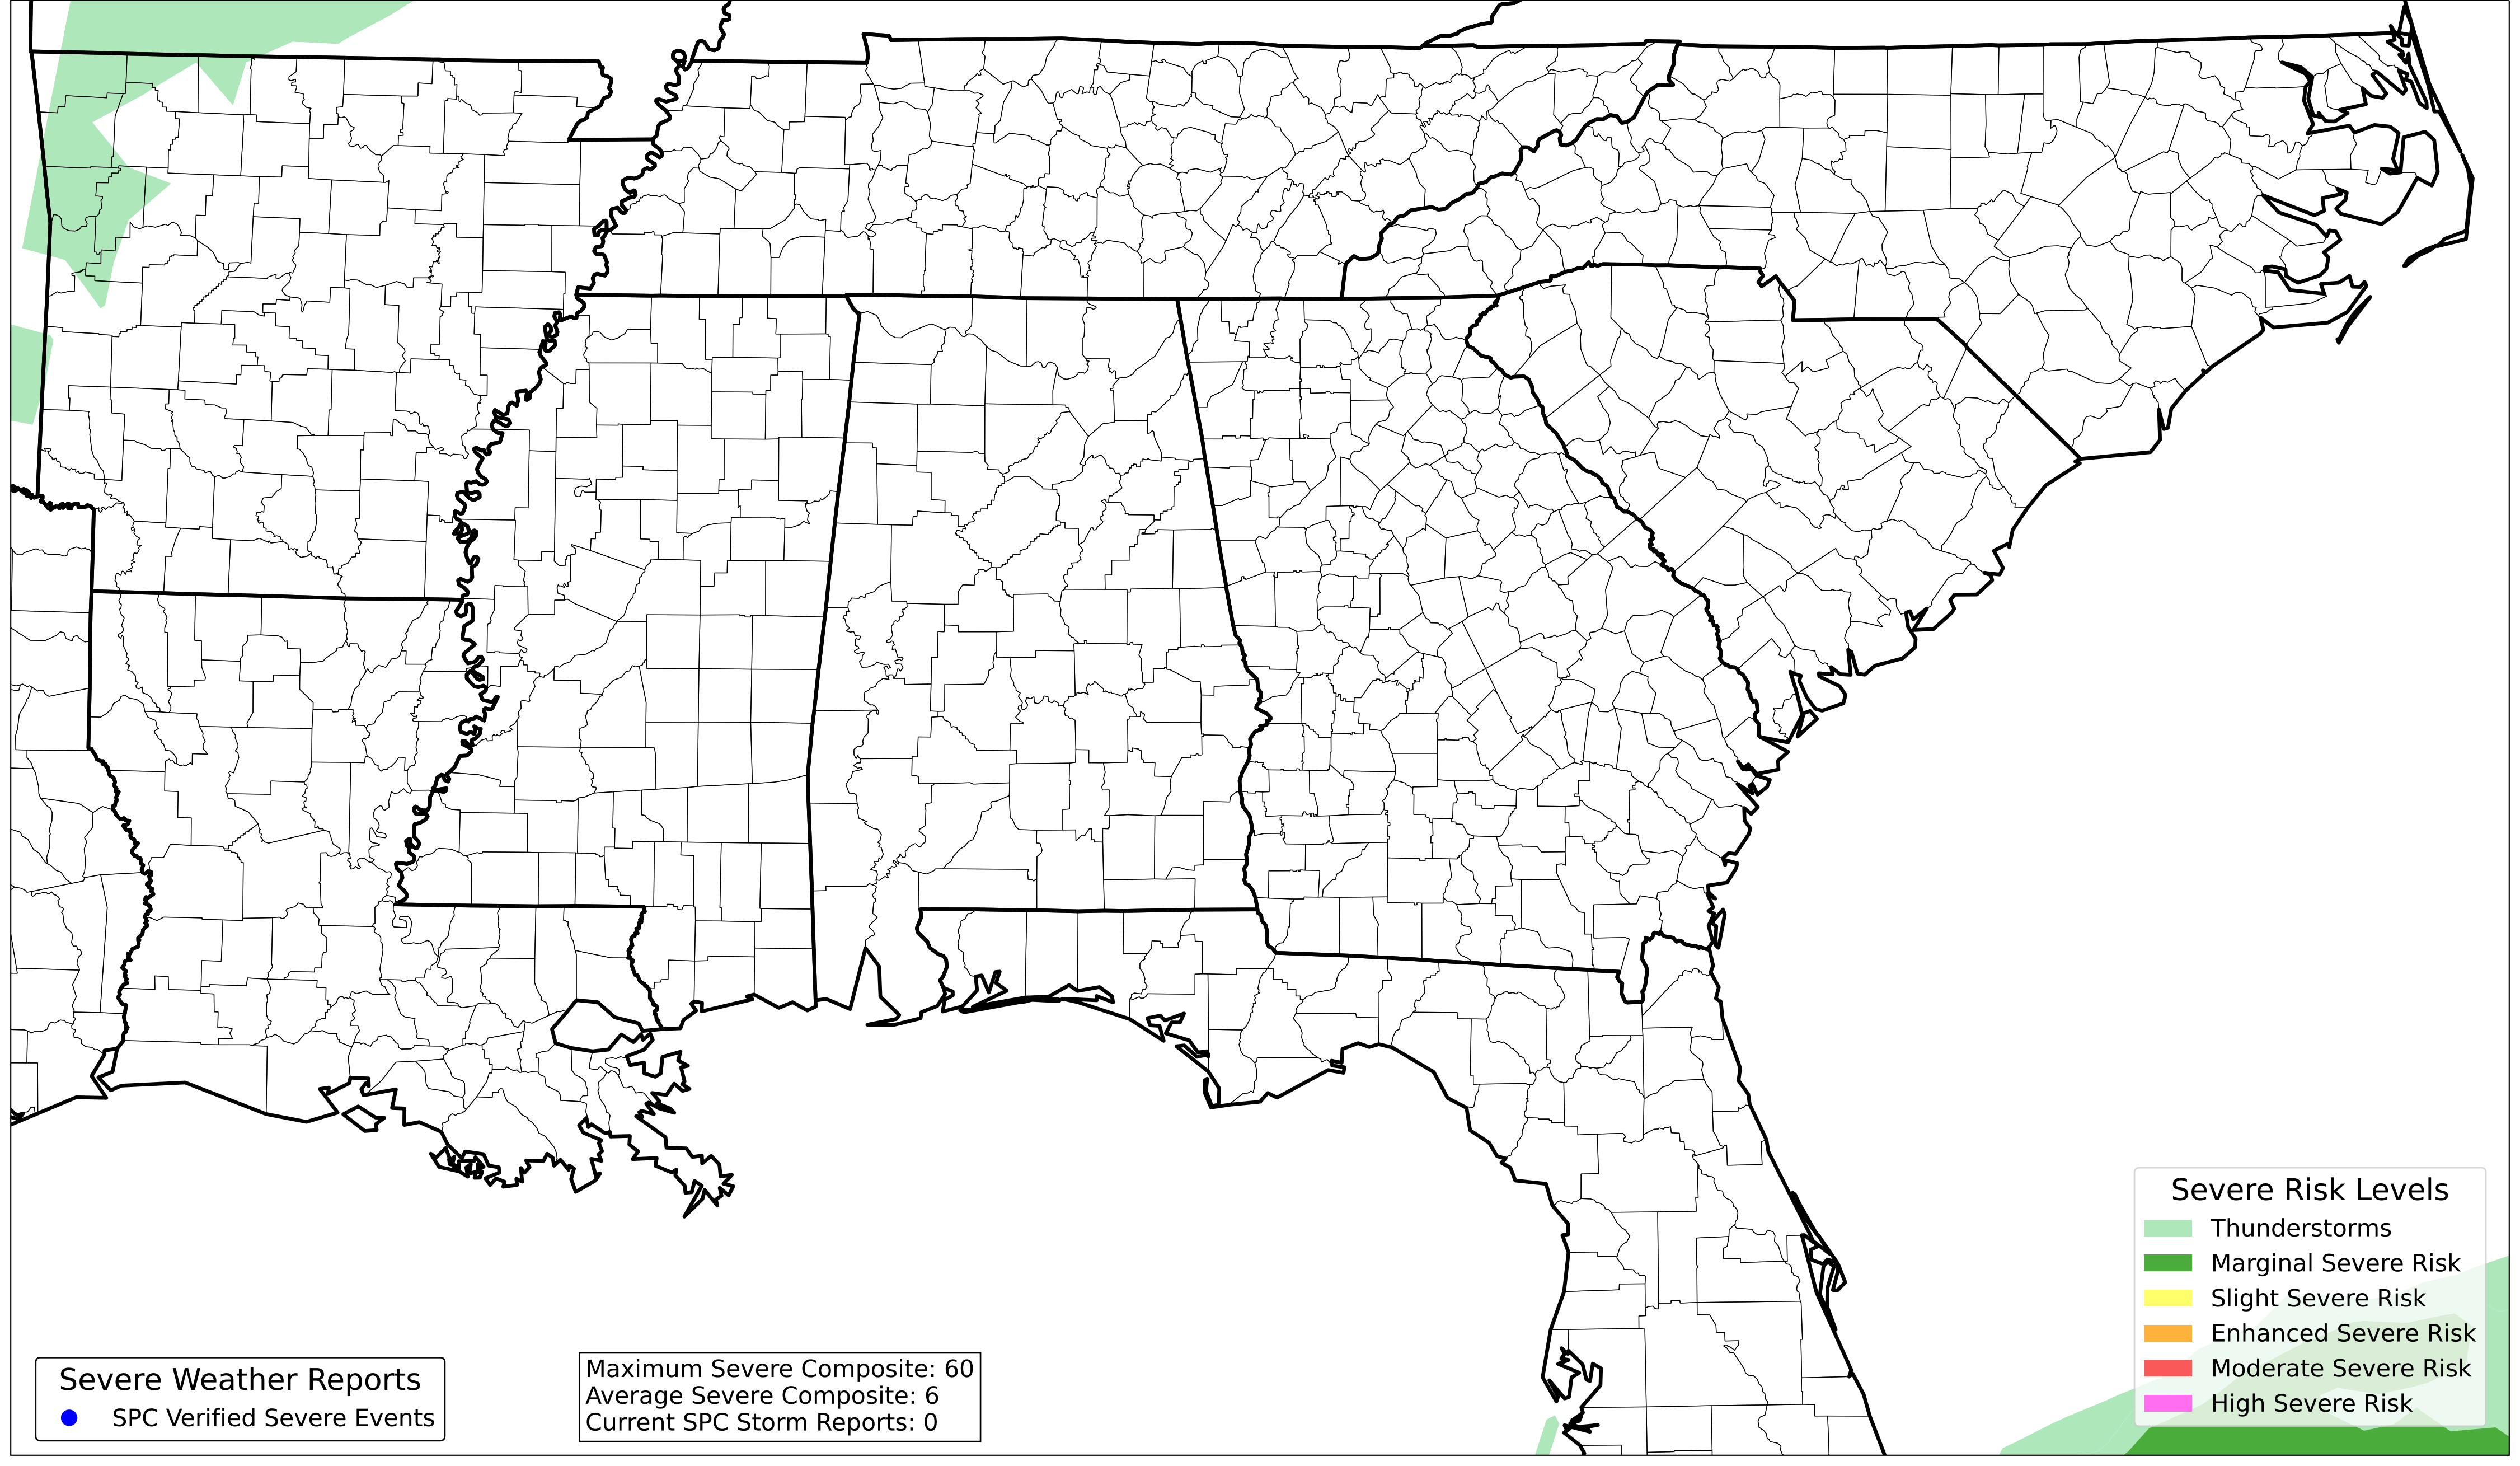 Severe Weather Reports
SPC Verified Severe Events
Maximum Severe Composite: 60
Average Severe Composite: 6
Current SPC Storm Reports: 0
Severe Risk Levels
Thunderstorms
Marginal Severe Risk
Slight Severe Risk
Enhanced Severe Risk
Moderate Severe Risk
High Severe Risk